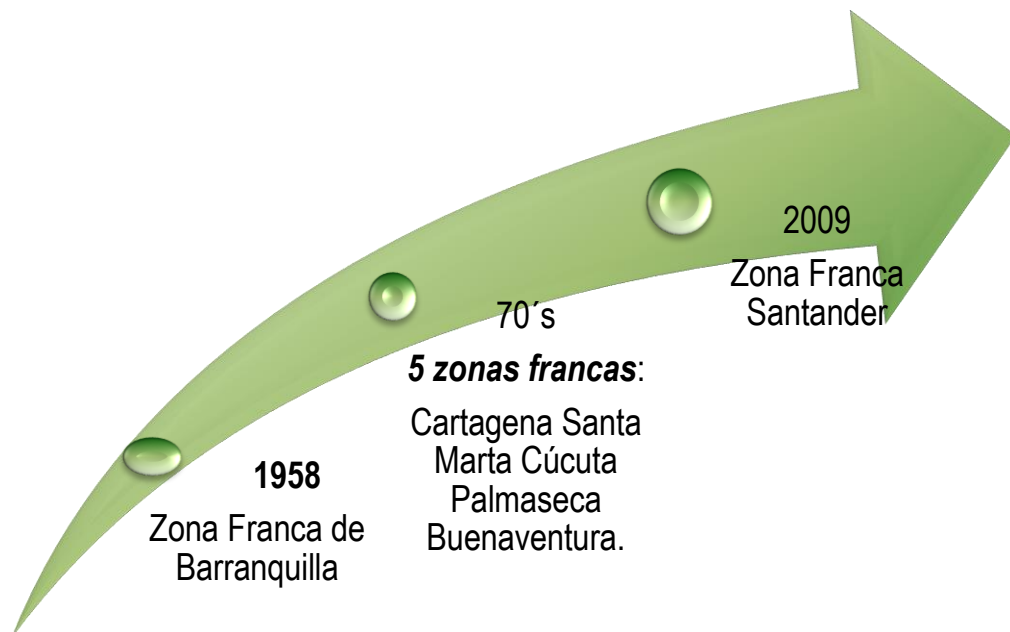 1958
Zona Franca de
Barranquilla
70´s
5 zonas francas:
Cartagena Santa
Marta Cúcuta
Palmaseca
Buenaventura.
2009
Zona Franca
Santander